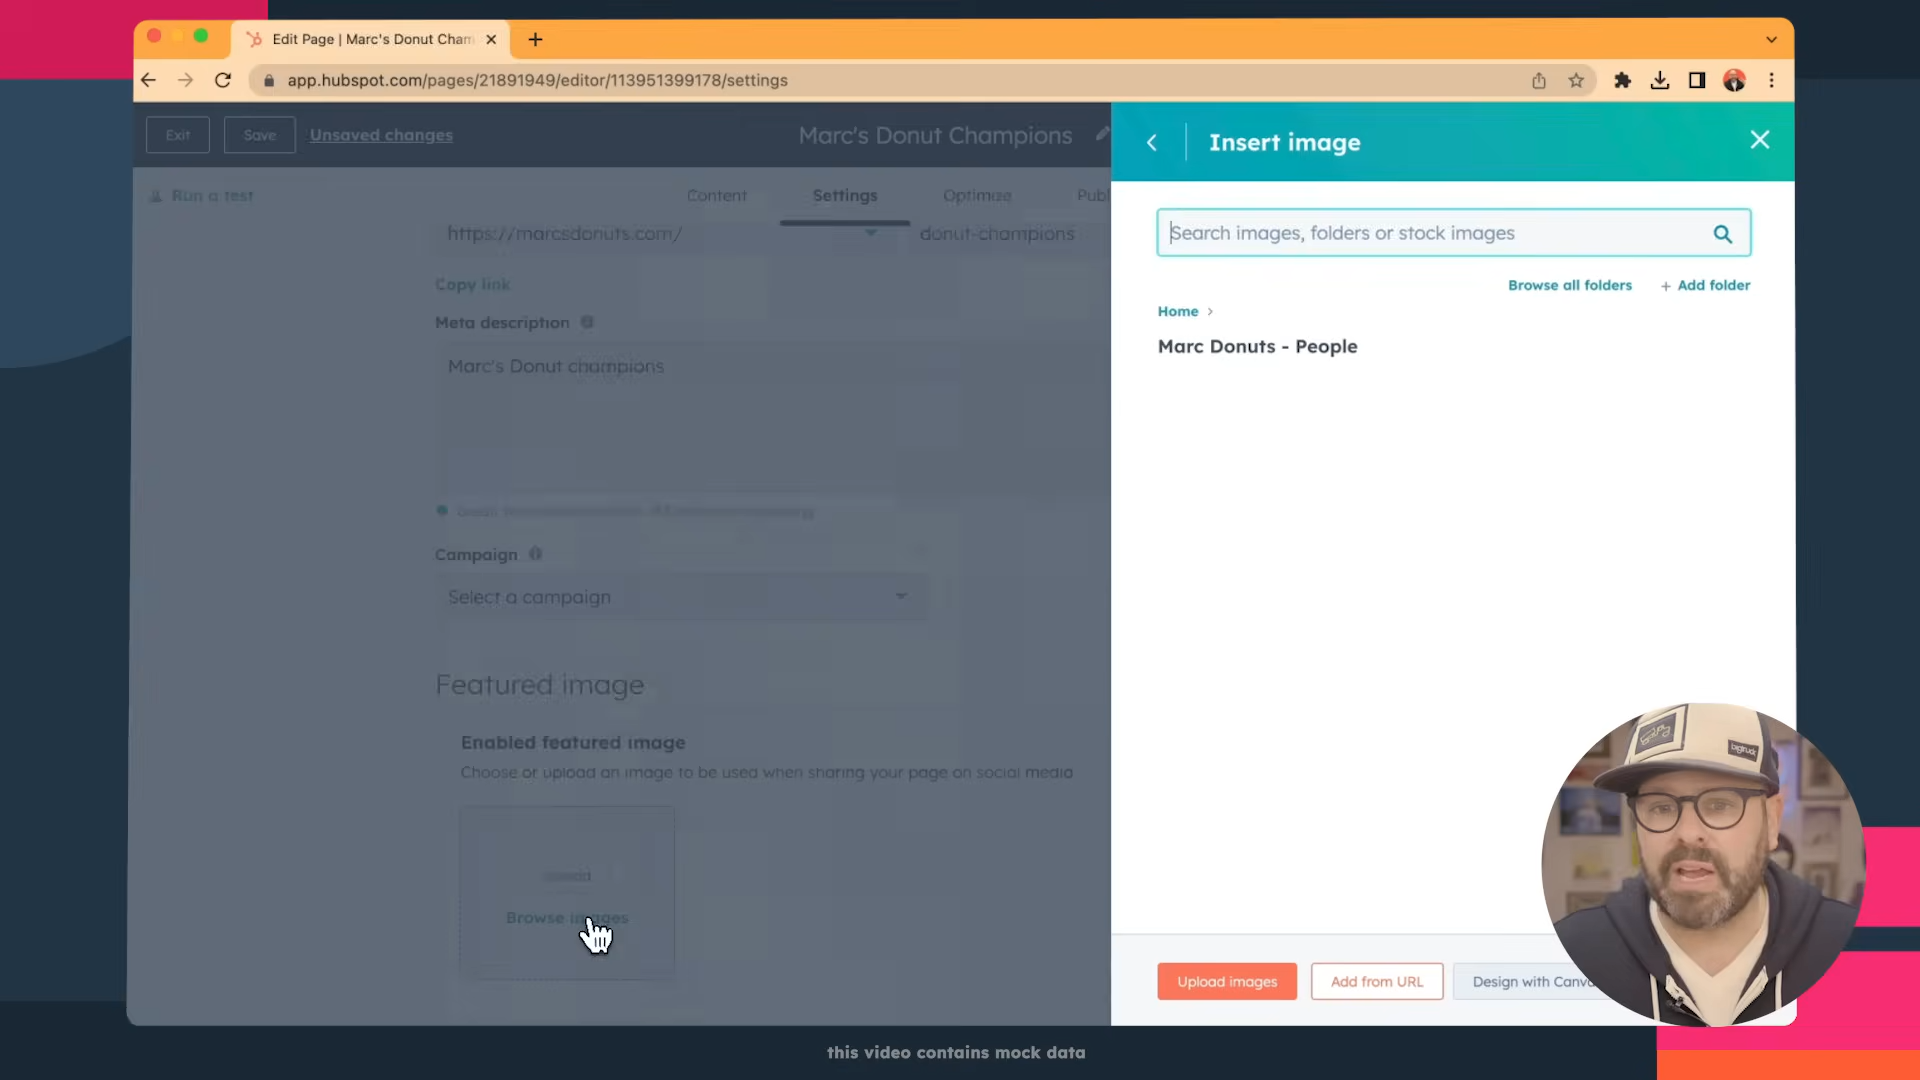 Edit Page | Marc's Donut Cham
app.hubspot.com/pages/21891949/editor/113951399178/settings
Exit
Save
Unsaved changes
Marc's Donut Champions
Run a test
Content
Settings
Optimize
Publ
https://marcsdonuts.com/
donut-champions
Copy link
Meta description
Marc's Donut champions
Campaign
Select a campaign
Featured image
Enabled featured image
Choose or upload an image to be used when sharing your page on social media
Browse images
Insert image
Search images, folders or stock images
Browse all folders
+ Add folder
Home >
Marc Donuts - People
Upload images
Add from URL
Design with Canva
bigtruck
this video contains mock data